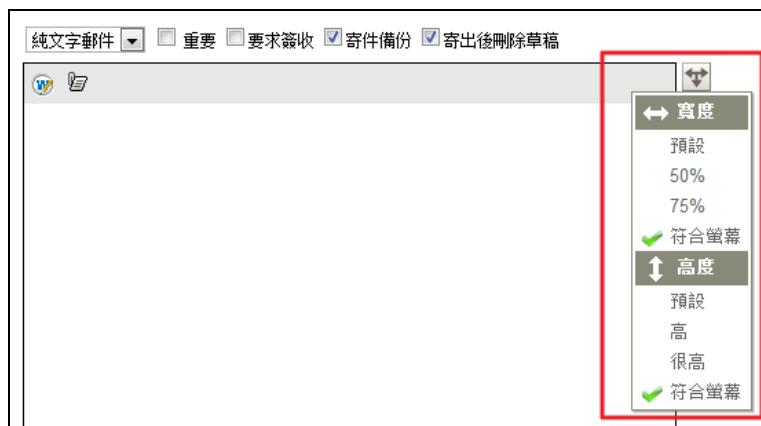 純文字郵件 重要 要求簽收 寄件備份 寄出後刪除草稿
寬度
預設
50%
75%
符合螢幕
高度
預設
高
很高
符合螢幕